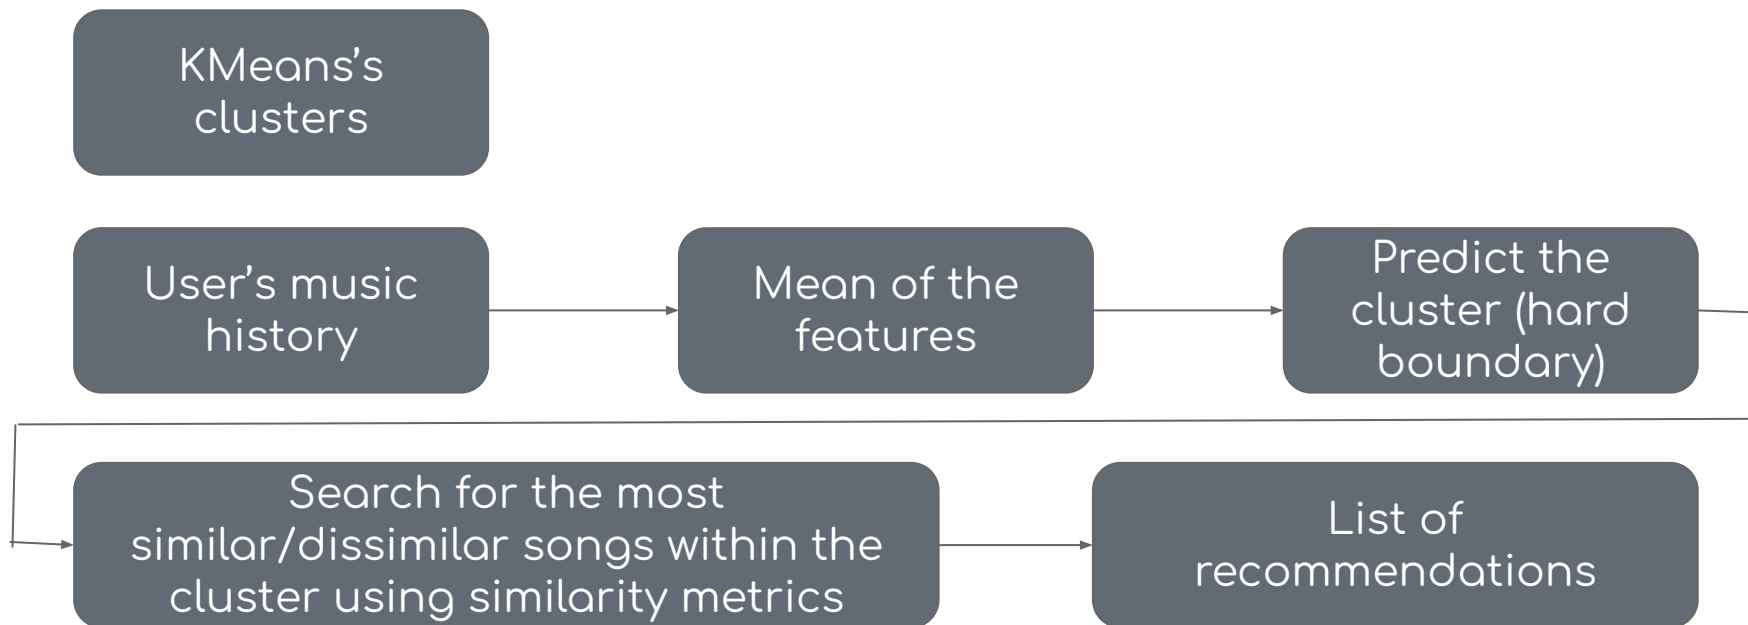 KMeans’s
clusters
User’s music
history
Mean of the
features
Predict the
cluster (hard
boundary)
Search for the most
similar/dissimilar songs within the
cluster using similarity metrics
List of
recommendations